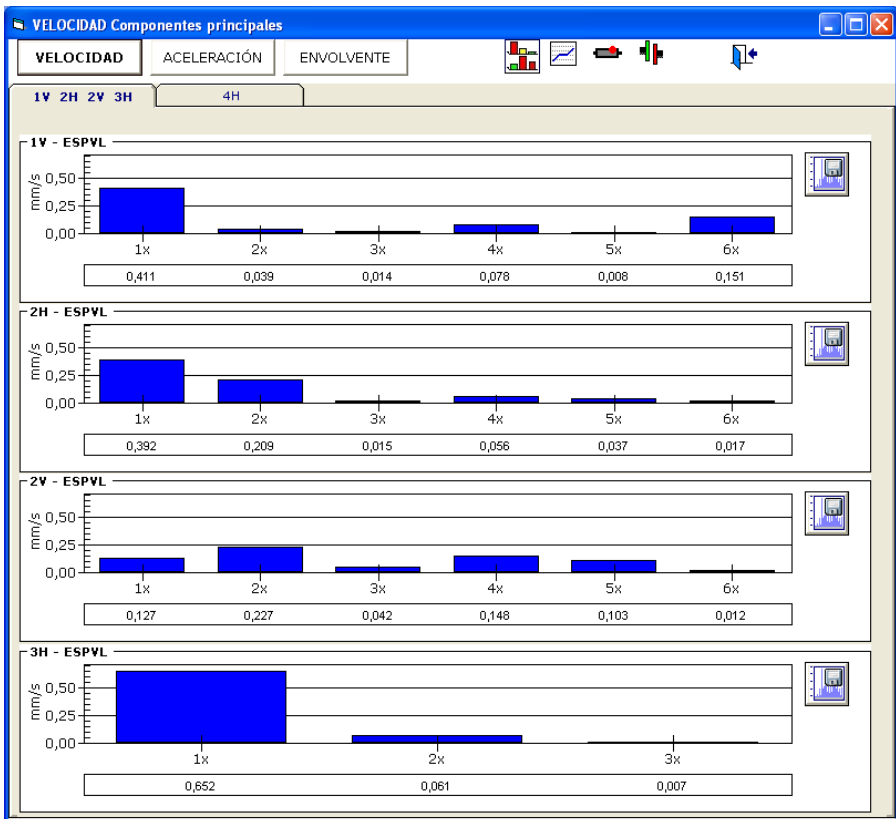 VELOCIDAD Componentes principales
VELOCIDAD ACELERACIÓN ENVOLVENTE
1V 2H 2V 3H 4H
1V - ESPVL
mm/s
0,50
0,25
0,00
1x 2x 3x 4x 5x 6x
0,411 0,039 0,014 0,078 0,008 0,151
2H - ESPVL
mm/s
0,50
0,25
0,00
1x 2x 3x 4x 5x 6x
0,392 0,209 0,015 0,056 0,037 0,017
2V - ESPVL
mm/s
0,50
0,25
0,00
1x 2x 3x 4x 5x 6x
0,127 0,227 0,042 0,148 0,103 0,012
3H - ESPVL
mm/s
0,50
0,25
0,00
1x 2x 3x
0,652 0,061 0,007